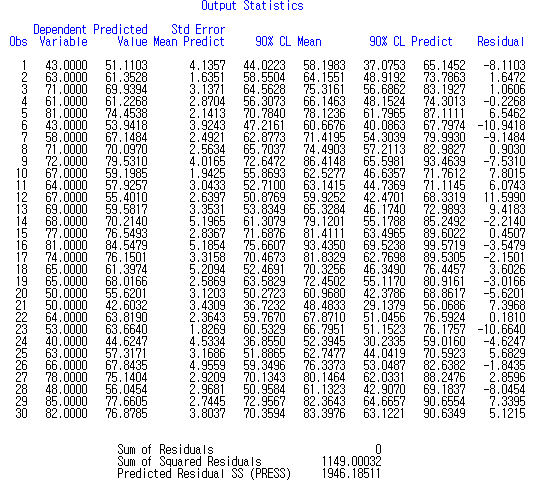 Output Statistics
Dependent Predicted Std Error
Obs Variable Value Mean Predict 90% CL Mean 90% CL Predict Residual
1 43.0000 51.1103 4.1357 44.0223 58.1983 37.0753 65.1452 -8.1103
2 63.0000 61.3528 1.6351 58.5504 64.1551 48.9192 73.7863 1.6472
3 71.0000 69.9394 3.1371 64.5628 75.3161 56.6862 83.1927 1.0606
4 61.0000 61.2268 2.8704 56.3073 66.1463 48.1524 74.3013 -0.2268
5 81.0000 74.4538 2.1413 70.7840 78.1236 61.7965 87.1111 6.5462
6 43.0000 53.9418 3.9243 47.2161 60.6676 40.0863 67.7974 -10.9418
7 58.0000 67.1484 2.4921 62.8773 71.4195 54.3039 79.9930 -9.1484
8 71.0000 70.0970 2.5634 65.7037 74.4903 57.2113 82.9827 0.9030
9 72.0000 79.5310 4.0165 72.6472 86.4148 65.5981 93.4639 -7.5310
10 67.0000 59.1985 1.9425 55.8693 62.5277 46.6357 71.7612 7.8015
11 64.0000 57.9257 3.0433 52.7100 63.1415 44.7369 71.1145 6.0743
12 67.0000 55.4010 2.6397 50.8769 59.9252 42.4701 68.3319 11.5990
13 69.0000 59.5817 3.3531 53.8349 65.3284 46.1740 72.9893 9.4183
14 68.0000 70.2140 5.1965 61.3079 79.1201 55.1788 85.2492 -2.2140
15 77.0000 76.5493 2.8367 71.6876 81.4111 63.4965 89.6022 0.4507
16 81.0000 84.5479 5.1854 75.6607 93.4350 69.5238 99.5719 -3.5479
17 74.0000 76.1501 3.3158 70.4673 81.8329 62.7698 89.5305 -2.1501
18 65.0000 61.3974 5.2094 52.4691 70.3256 46.3490 76.4457 3.6026
19 65.0000 68.0166 2.5869 63.5829 72.4502 55.1170 80.9161 -3.0166
20 50.0000 55.6201 3.1203 50.2723 60.9680 42.3786 68.8617 -5.6201
21 50.0000 42.6032 3.4309 36.7232 48.4833 29.1379 56.0686 7.3968
22 64.0000 63.8190 2.3643 59.7670 67.8710 51.0456 76.5924 0.1810
23 53.0000 63.6640 1.8269 60.5329 66.7951 51.1523 76.1757 -10.6640
24 40.0000 44.6247 4.5334 36.8550 52.3945 30.2335 59.0160 -4.6247
25 63.0000 57.3171 3.1686 51.8865 62.7477 44.0419 70.5923 5.6829
26 66.0000 67.8435 4.9559 59.3496 76.3373 53.0487 82.6382 -1.8435
27 78.0000 75.1404 2.9209 70.1343 80.1464 62.0331 88.2476 2.8596
28 48.0000 56.0454 2.9681 50.9584 61.1323 42.9070 69.1837 -8.0454
29 85.0000 77.6605 2.7445 72.9567 82.3643 64.6657 90.6554 7.3395
30 82.0000 76.8785 3.8037 70.3594 83.3976 63.1221 90.6349 5.1215
Sum of Residuals 0
Sum of Squared Residuals 1149.00032
Predicted Residual SS (PRESS) 1946.18511